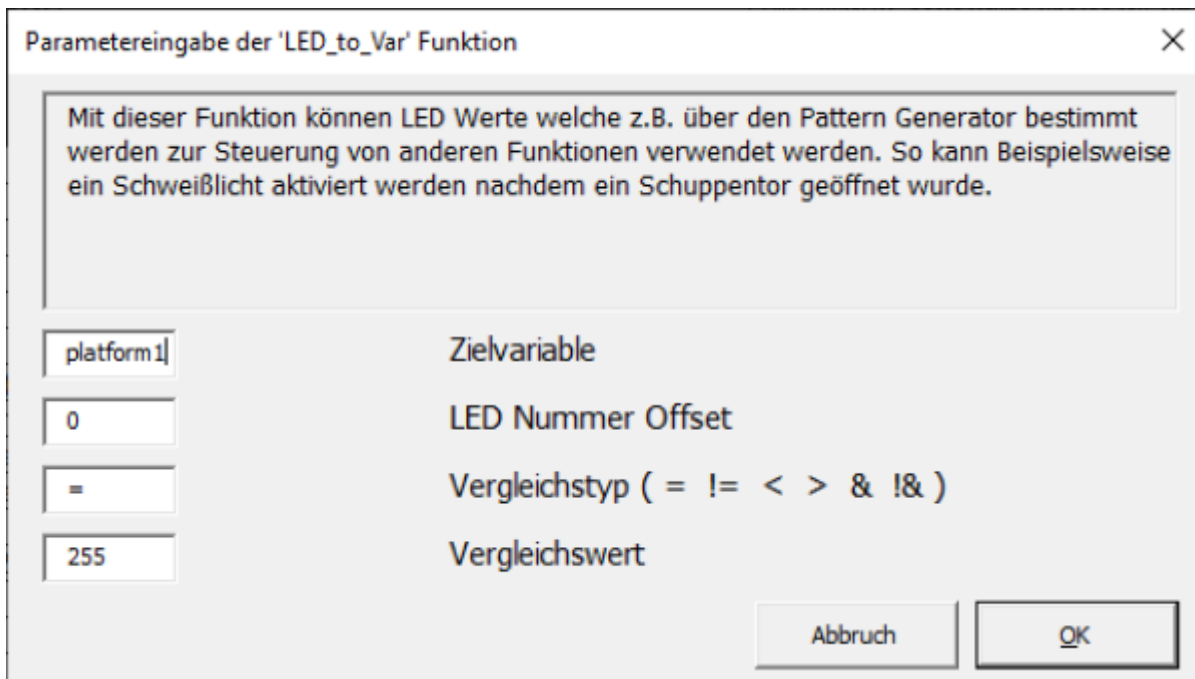 Parametereingabe der 'LED_to_Var' Funktion
Mit dieser Funktion können LED Werte welche z.B. über den Pattern Generator bestimmt
werden zur Steuerung von anderen Funktionen verwendet werden. So kann Beispielsweise
ein Schweißlicht aktiviert werden nachdem ein Schuppentor geöffnet wurde.
platform1 Zielvariable
0 LED Nummer Offset
= Vergleichstyp ( = != < > & !& )
255 Vergleichswert
Abbruch OK